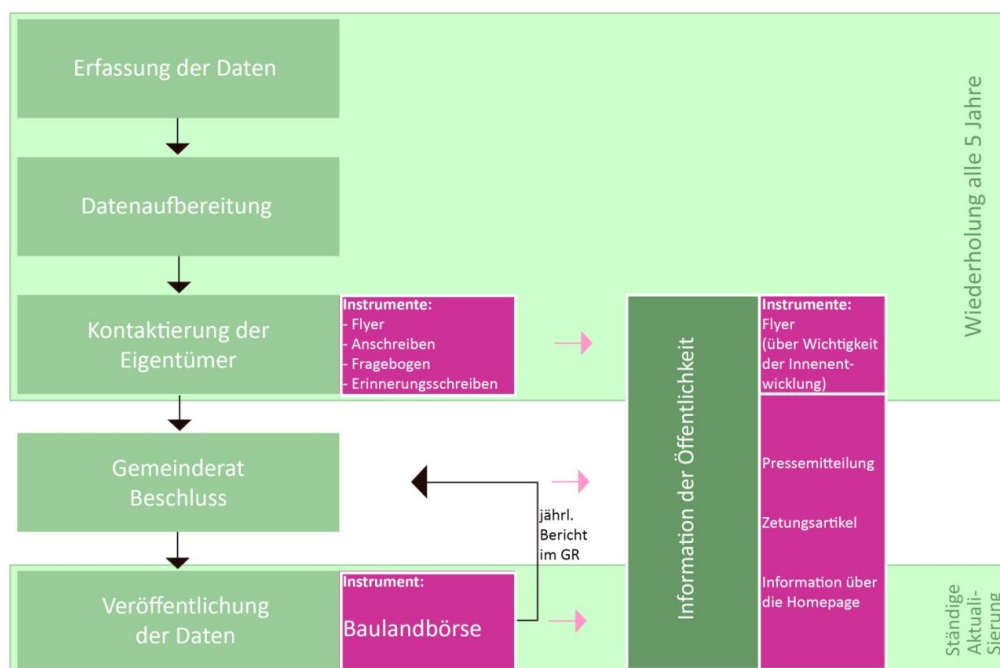 Erfassung der Daten
Datenaufbereitung
Kontaktierung der
Eigentümer
Instrumente:
- Flyer
- Anschreiben
- Fragebogen
- Erinnerungsschreiben
Gemeinderat
Beschluss
jährl.
Bericht
im GR
Veröffentlichung
der Daten
Instrument:
Baulandbörse
Information der Öffentlichkeit
Instrumente:
Flyer
(über Wichtigkeit
der Innenent-
wicklung)
Pressemitteilung
Zetungsartikel
Information über
die Homepage
Wiederholung alle 5 Jahre
Ständige
Aktuali-
Sierung